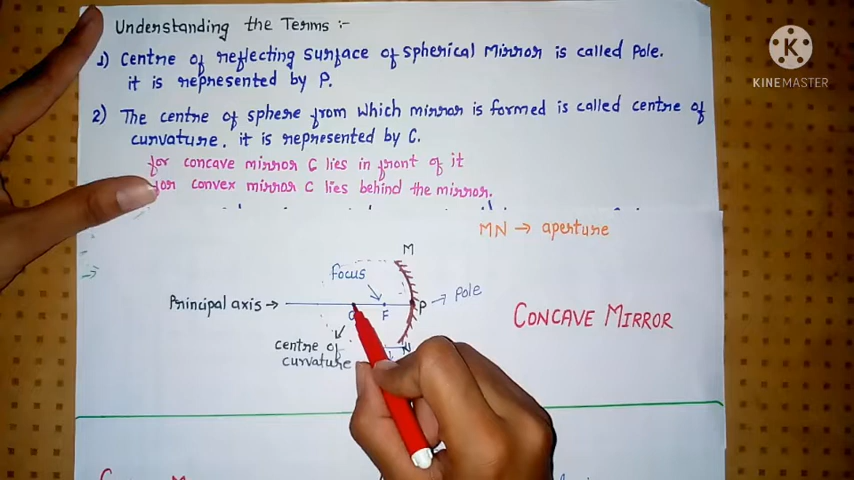 Understanding the Terms :-
1) Centre of reflecting surface of spherical Mirror is called Pole.
it is represented by P.
2) The centre of sphere from which mirror is formed is called centre of
curvature. it is represented by C.
for concave mirror C lies in front of it
for convex mirror C lies behind the mirror.
K
KINEMASTER
MN → aperture
M
focus
Principal axis →
C
F
P → Pole
CONCAVE MIRROR
centre of
curvature
N